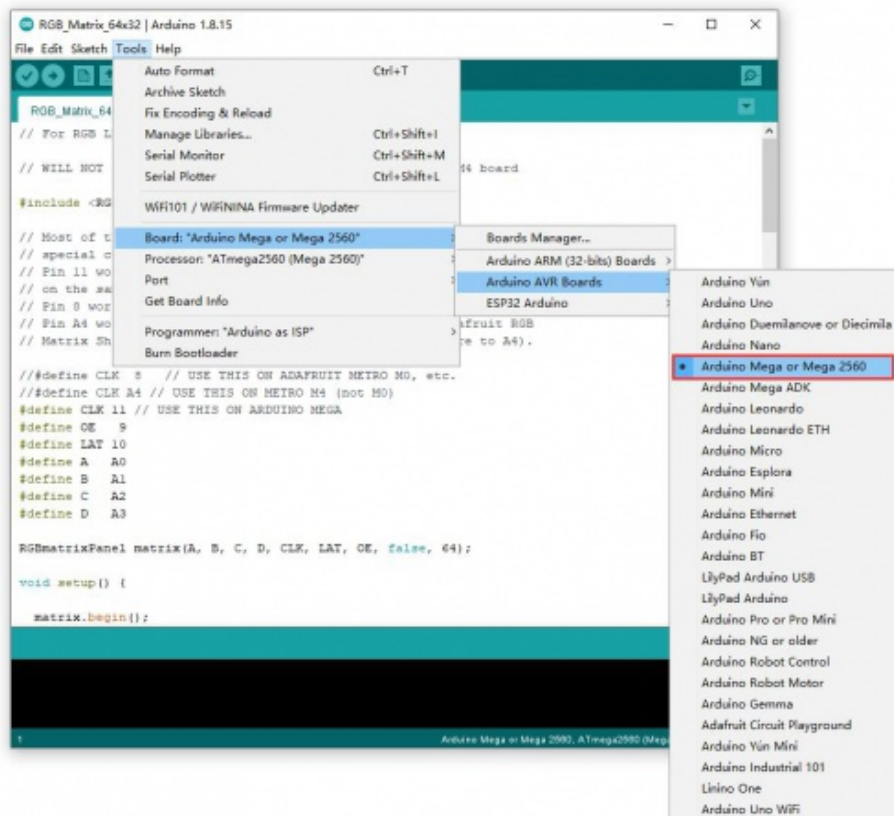 RGB_Matrix_64x32 | Arduino 1.8.15
File Edit Sketch Tools Help
RGB_Matrix_64
Auto Format Ctrl+T
Archive Sketch
Fix Encoding & Reload
Manage Libraries... Ctrl+Shift+I
Serial Monitor Ctrl+Shift+M
Serial Plotter Ctrl+Shift+L
WiFi101 / WiFiNINA Firmware Updater
Board: "Arduino Mega or Mega 2560"
Processor: "ATmega2560 (Mega 2560)"
Port
Get Board Info
Programmer: "Arduino as ISP"
Burn Bootloader
Boards Manager...
Arduino ARM (32-bits) Boards
Arduino AVR Boards
ESP32 Arduino
Arduino Yún
Arduino Uno
Arduino Duemilanove or Diecimila
Arduino Nano
Arduino Mega or Mega 2560
Arduino Mega ADK
Arduino Leonardo
Arduino Leonardo ETH
Arduino Micro
Arduino Esplora
Arduino Mini
Arduino Ethernet
Arduino Fio
Arduino BT
LilyPad Arduino USB
LilyPad Arduino
Arduino Pro or Pro Mini
Arduino NG or older
Arduino Robot Control
Arduino Robot Motor
Arduino Gemma
Adafruit Circuit Playground
Arduino Yún Mini
Arduino Industrial 101
Linino One
Arduino Uno WiFi
// For RGB L
// WILL NOT M4 board
#include <RG
// Most of t
// special c
// Pin 11 wo
// on the sa
// Pin 8 wor
// Pin A4 wo afruit RGB
// Matrix Sh re to A4).
//#define CLK 8 // USE THIS ON ADAFRUIT METRO M0, etc.
//#define CLK A4 // USE THIS ON METRO M4 (not M0)
#define CLK 11 // USE THIS ON ARDUINO MEGA
#define OE 9
#define LAT 10
#define A A0
#define B A1
#define C A2
#define D A3
RGBmatrixPanel matrix(A, B, C, D, CLK, LAT, OE, false, 64);
void setup() {
matrix.begin();
1 Arduino Mega or Mega 2560, ATmega2560 (Mega